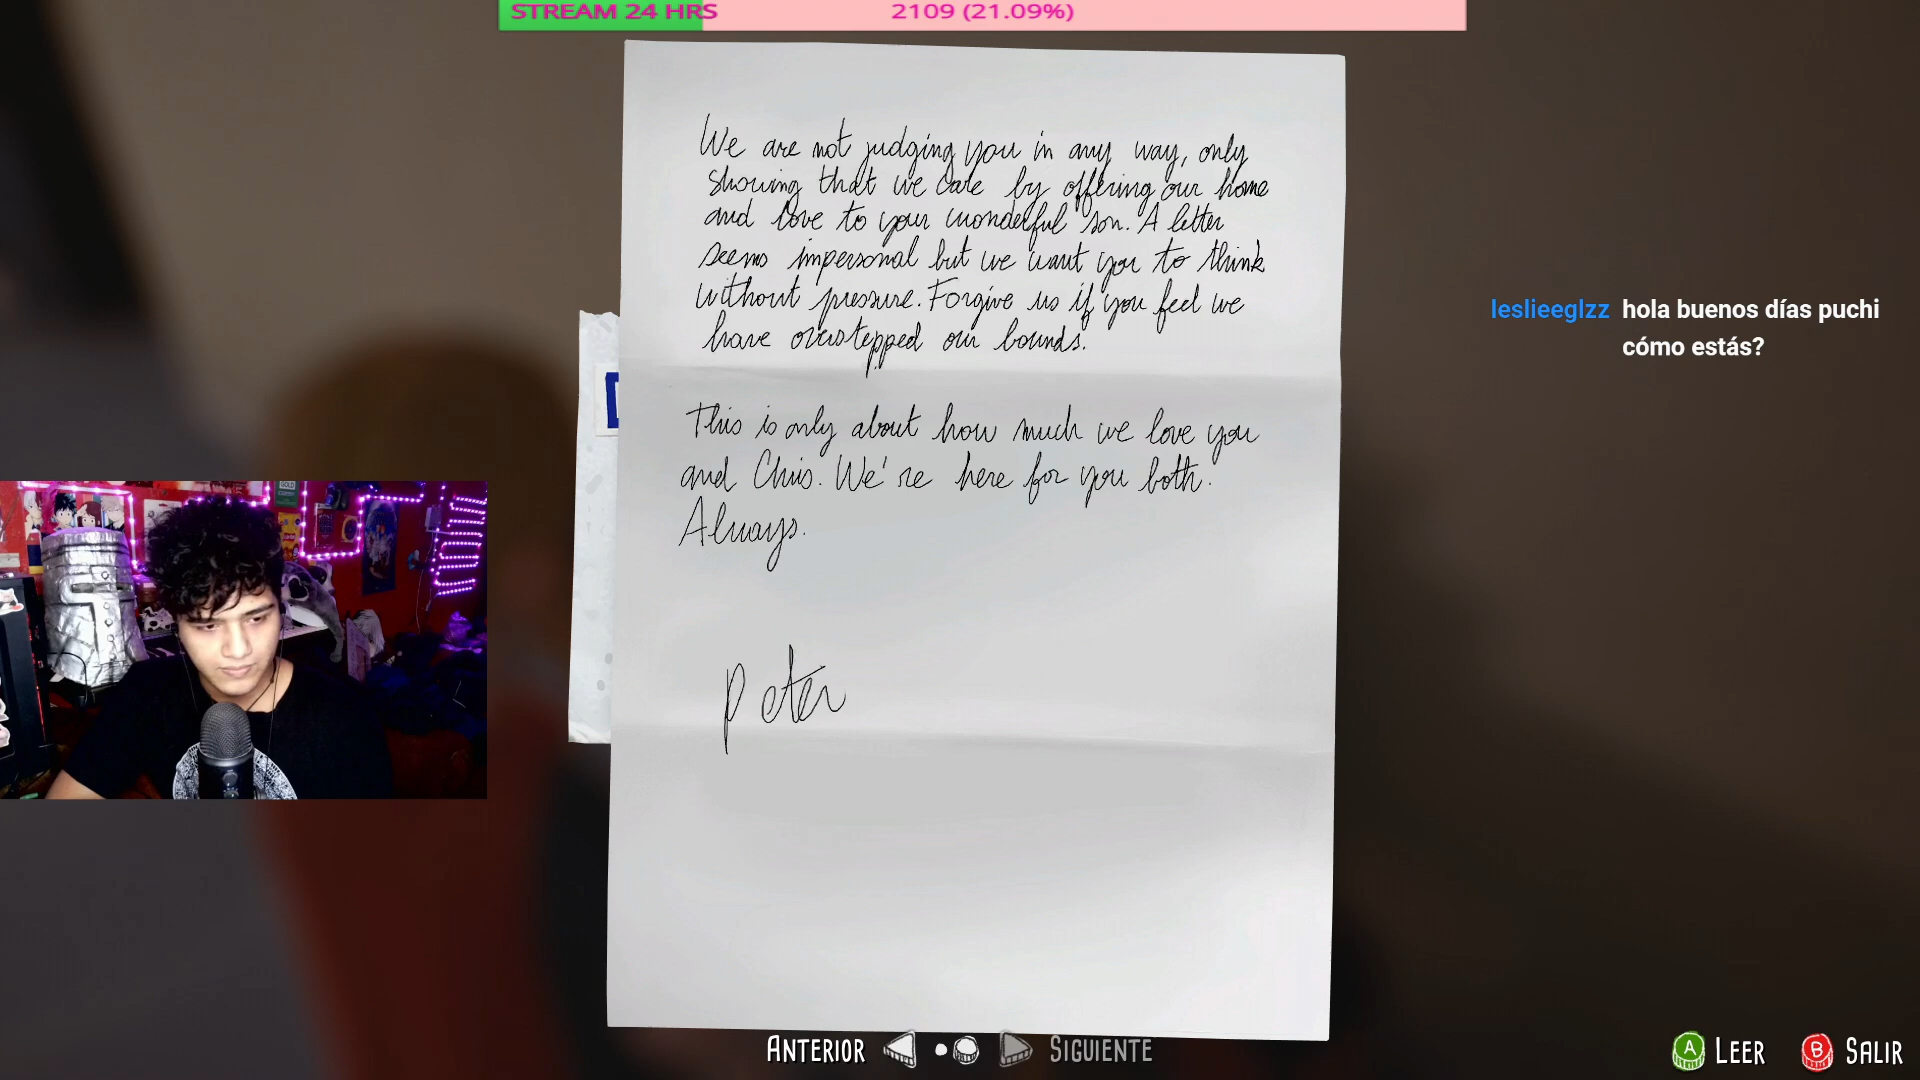 STREAM 24 HRS 2109 (21.09%)
We are not judging you in any way, only
showing that we care by offering our home
and love to your wonderful son. A letter
seems impersonal but we want you to think
without pressure. Forgive us if you feel we
have overstepped our bounds.
This is only about how much we love you
and Chris. We're here for you both.
Always.
Peter
leslieeglzz hola buenos días puchi
cómo estás?
ANTERIOR SIGUIENTE
A LEER B SALIR